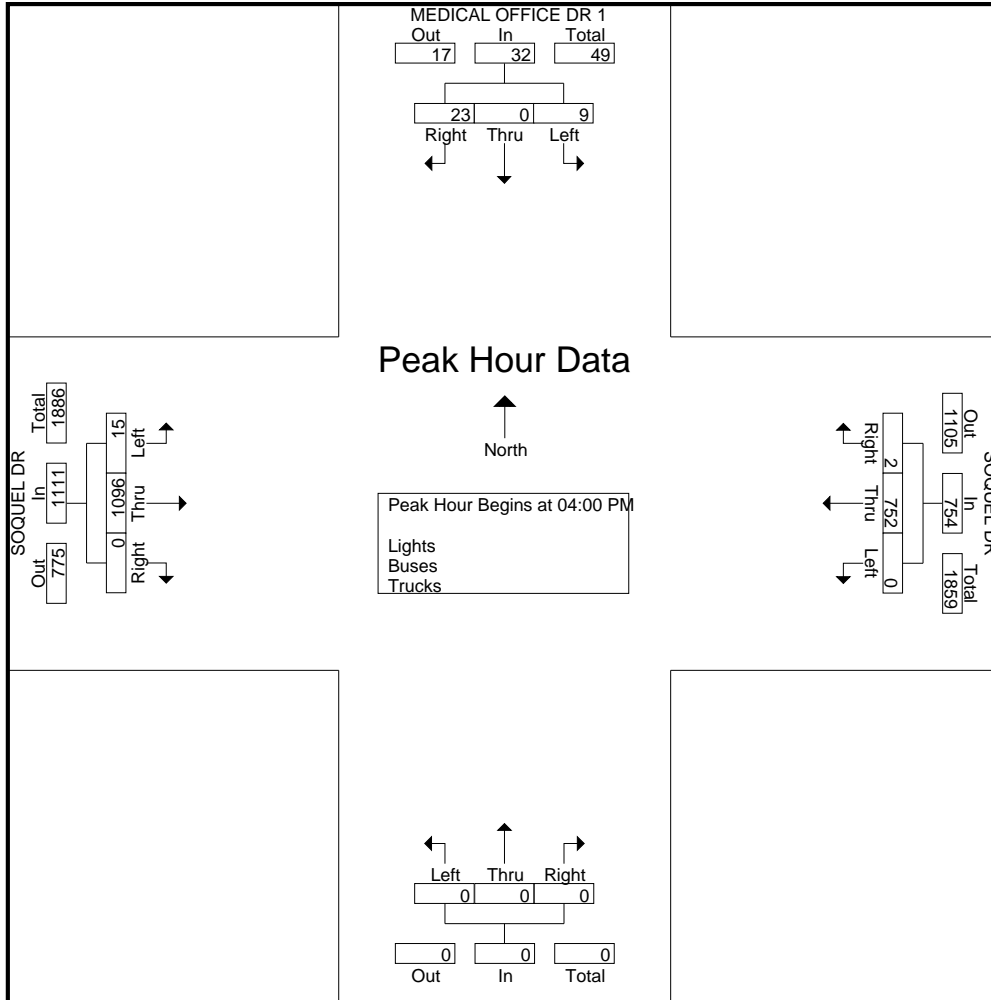 MEDICAL OFFICE DR 1
Out In Total
17 32 49
23 0 9
Right Thru Left
Peak Hour Data
North
Peak Hour Begins at 04:00 PM
Lights
Buses
Trucks
SOQUEL DR
Out In Total
775 1111 1886
15 1096 0
Left Thru Right
SOQUEL DR
Out In Total
1105 754 1859
2 752 0
Right Thru Left
Left Thru Right
0 0 0
0 0 0
Out In Total